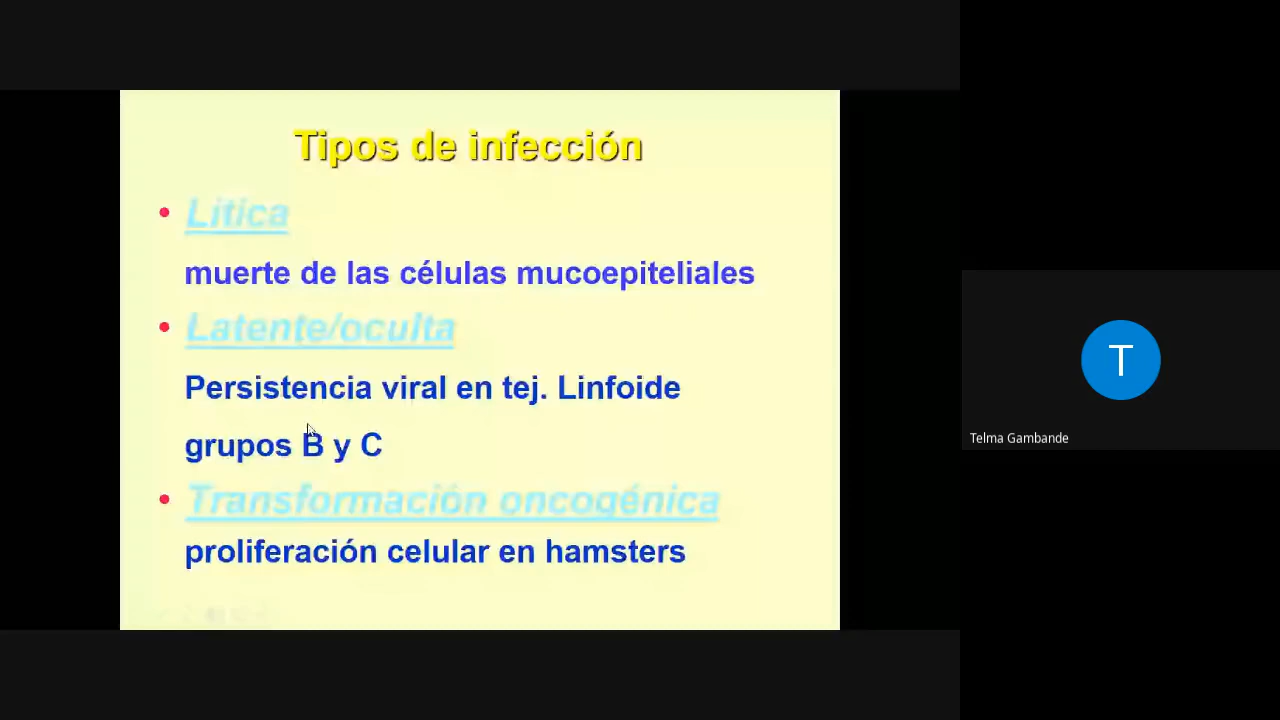 Tipos de infección
• Lítica
muerte de las células mucoepiteliales
• Latente/oculta
Persistencia viral en tej. Linfoide
grupos B y C
• Transformación oncogénica
proliferación celular en hamsters
T
Telma Gambande